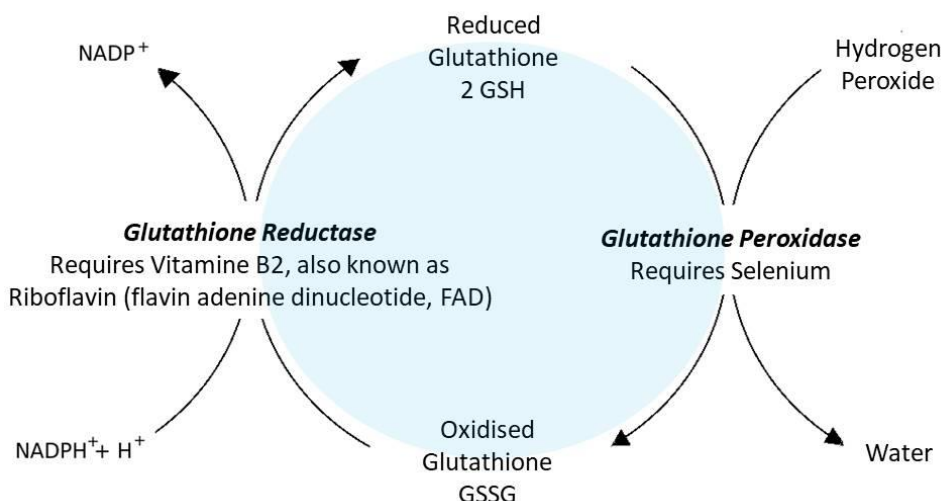 NADP+
Reduced
Glutathione
2 GSH
Hydrogen
Peroxide
Glutathione Reductase
Requires Vitamine B2, also known as
Riboflavin (flavin adenine dinucleotide, FAD)
Glutathione Peroxidase
Requires Selenium
NADPH++ H+
Oxidised
Glutathione
GSSG
Water